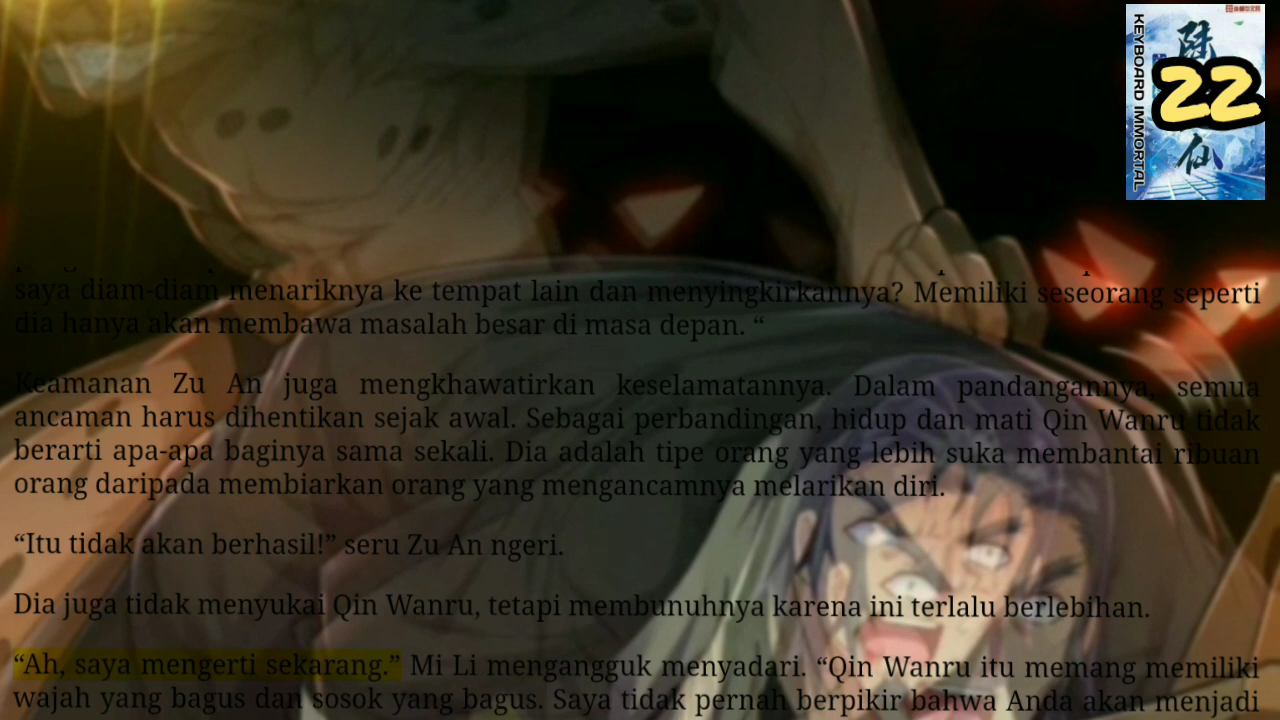 陸
仙
KEYBOARD IMMORTAL
22
saya diam-diam menariknya ke tempat lain dan menyingkirkannya? Memiliki seseorang seperti
dia hanya akan membawa masalah besar di masa depan. “
Keamanan Zu An juga mengkhawatirkan keselamatannya. Dalam pandangannya, semua
ancaman harus dihentikan sejak awal. Sebagai perbandingan, hidup dan mati Qin Wanru tidak
berarti apa-apa baginya sama sekali. Dia adalah tipe orang yang lebih suka membantai ribuan
orang daripada membiarkan orang yang mengancamnya melarikan diri.
“Itu tidak akan berhasil!” seru Zu An ngeri.
Dia juga tidak menyukai Qin Wanru, tetapi membunuhnya karena ini terlalu berlebihan.
“Ah, saya mengerti sekarang.” Mi Li mengangguk menyadari. “Qin Wanru itu memang memiliki
wajah yang bagus dan sosok yang bagus. Saya tidak pernah berpikir bahwa Anda akan menjadi